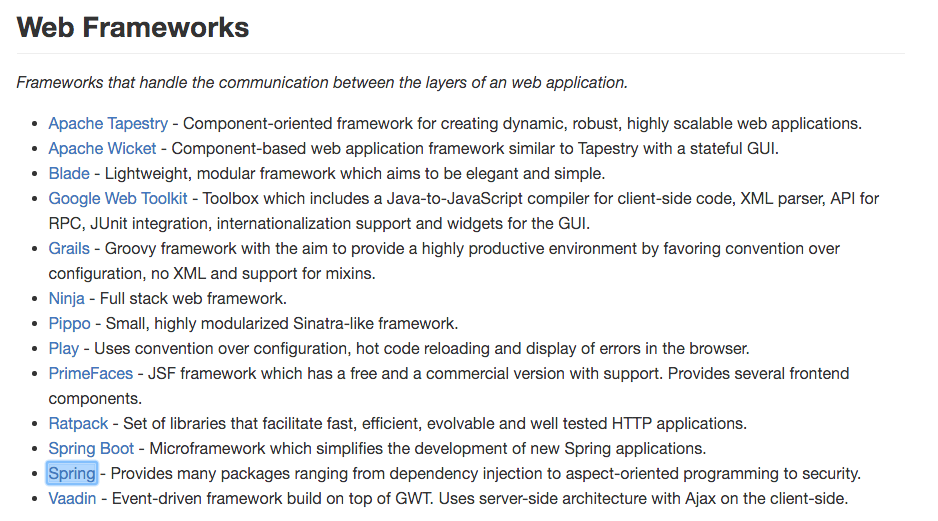 Web Frameworks
Frameworks that handle the communication between the layers of an web application.
• Apache Tapestry - Component-oriented framework for creating dynamic, robust, highly scalable web applications.
• Apache Wicket - Component-based web application framework similar to Tapestry with a stateful GUI.
• Blade - Lightweight, modular framework which aims to be elegant and simple.
• Google Web Toolkit - Toolbox which includes a Java-to-JavaScript compiler for client-side code, XML parser, API for
RPC, JUnit integration, internationalization support and widgets for the GUI.
• Grails - Groovy framework with the aim to provide a highly productive environment by favoring convention over
configuration, no XML and support for mixins.
• Ninja - Full stack web framework.
• Pippo - Small, highly modularized Sinatra-like framework.
• Play - Uses convention over configuration, hot code reloading and display of errors in the browser.
• PrimeFaces - JSF framework which has a free and a commercial version with support. Provides several frontend
components.
• Ratpack - Set of libraries that facilitate fast, efficient, evolvable and well tested HTTP applications.
• Spring Boot - Microframework which simplifies the development of new Spring applications.
• Spring - Provides many packages ranging from dependency injection to aspect-oriented programming to security.
• Vaadin - Event-driven framework build on top of GWT. Uses server-side architecture with Ajax on the client-side.